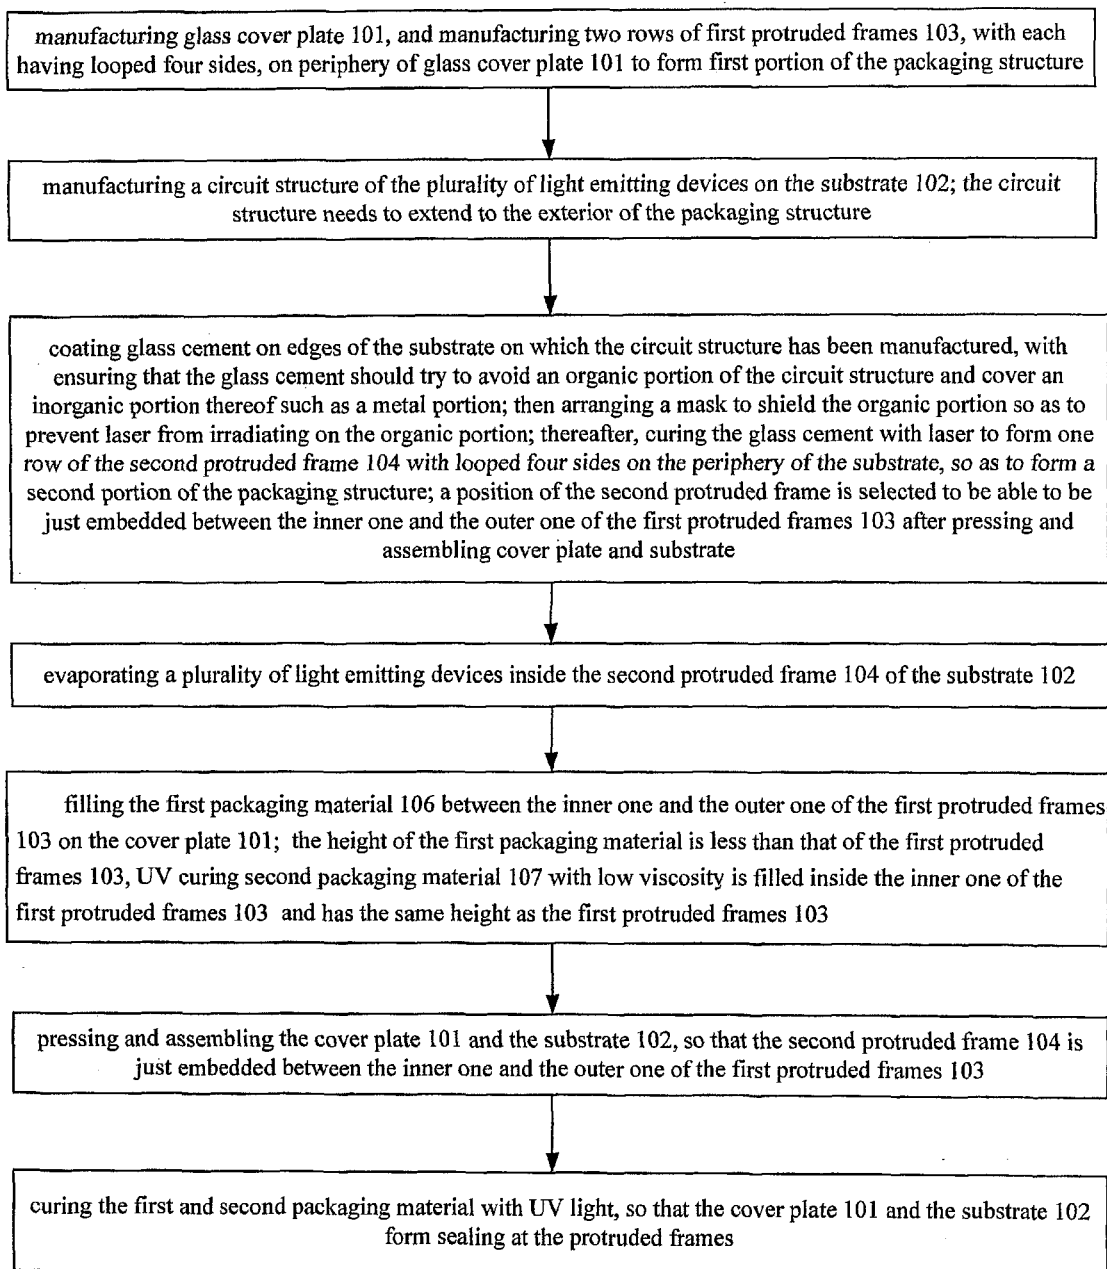 manufacturing glass cover plate 101, and manufacturing two rows of first protruded frames 103, with each
having looped four sides, on periphery of glass cover plate 101 to form first portion of the packaging structure
manufacturing a circuit structure of the plurality of light emitting devices on the substrate 102; the circuit
structure needs to extend to the exterior of the packaging structure
coating glass cement on edges of the substrate on which the circuit structure has been manufactured, with
ensuring that the glass cement should try to avoid an organic portion of the circuit structure and cover an
inorganic portion thereof such as a metal portion; then arranging a mask to shield the organic portion so as to
prevent laser from irradiating on the organic portion; thereafter, curing the glass cement with laser to form one
row of the second protruded frame 104 with looped four sides on the periphery of the substrate, so as to form a
second portion of the packaging structure; a position of the second protruded frame is selected to be able to be
just embedded between the inner one and the outer one of the first protruded frames 103 after pressing and
assembling cover plate and substrate
evaporating a plurality of light emitting devices inside the second protruded frame 104 of the substrate 102
filling the first packaging material 106 between the inner one and the outer one of the first protruded frames
103 on the cover plate 101; the height of the first packaging material is less than that of the first protruded
frames 103, UV curing second packaging material 107 with low viscosity is filled inside the inner one of the
first protruded frames 103 and has the same height as the first protruded frames 103
pressing and assembling the cover plate 101 and the substrate 102, so that the second protruded frame 104 is
just embedded between the inner one and the outer one of the first protruded frames 103
curing the first and second packaging material with UV light, so that the cover plate 101 and the substrate 102
form sealing at the protruded frames